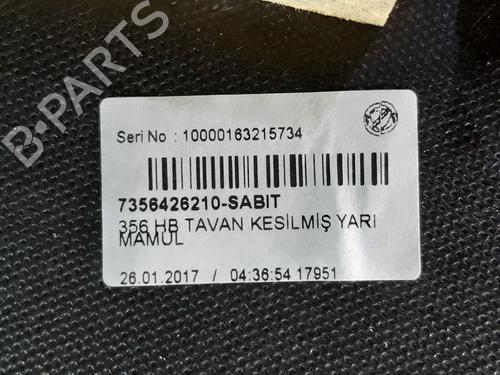 B-PARTS
Seri No : 10000163215734
7356426210-SABIT
356 HB TAVAN KESİLMİŞ YARI
MAMUL
26.01.2017 / 04:36:54 17951